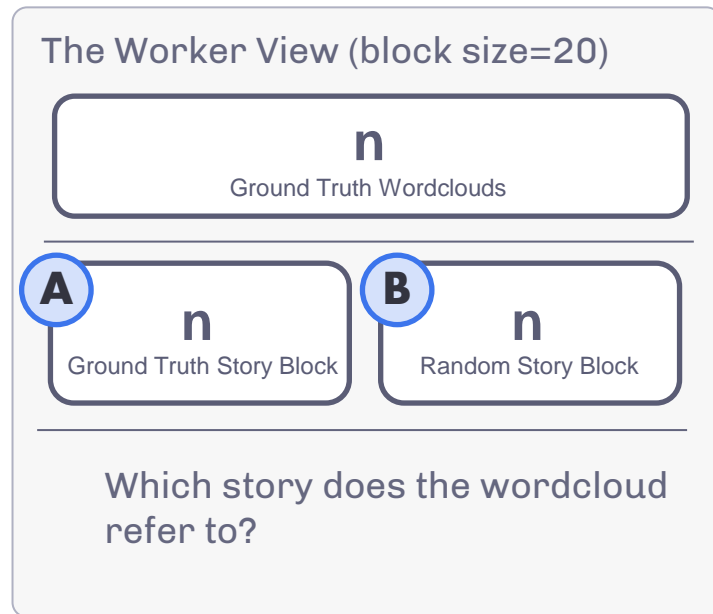 The Worker View (block size=20)
n
Ground Truth Wordclouds
A
n
Ground Truth Story Block
B
n
Random Story Block
Which story does the wordcloud
refer to?